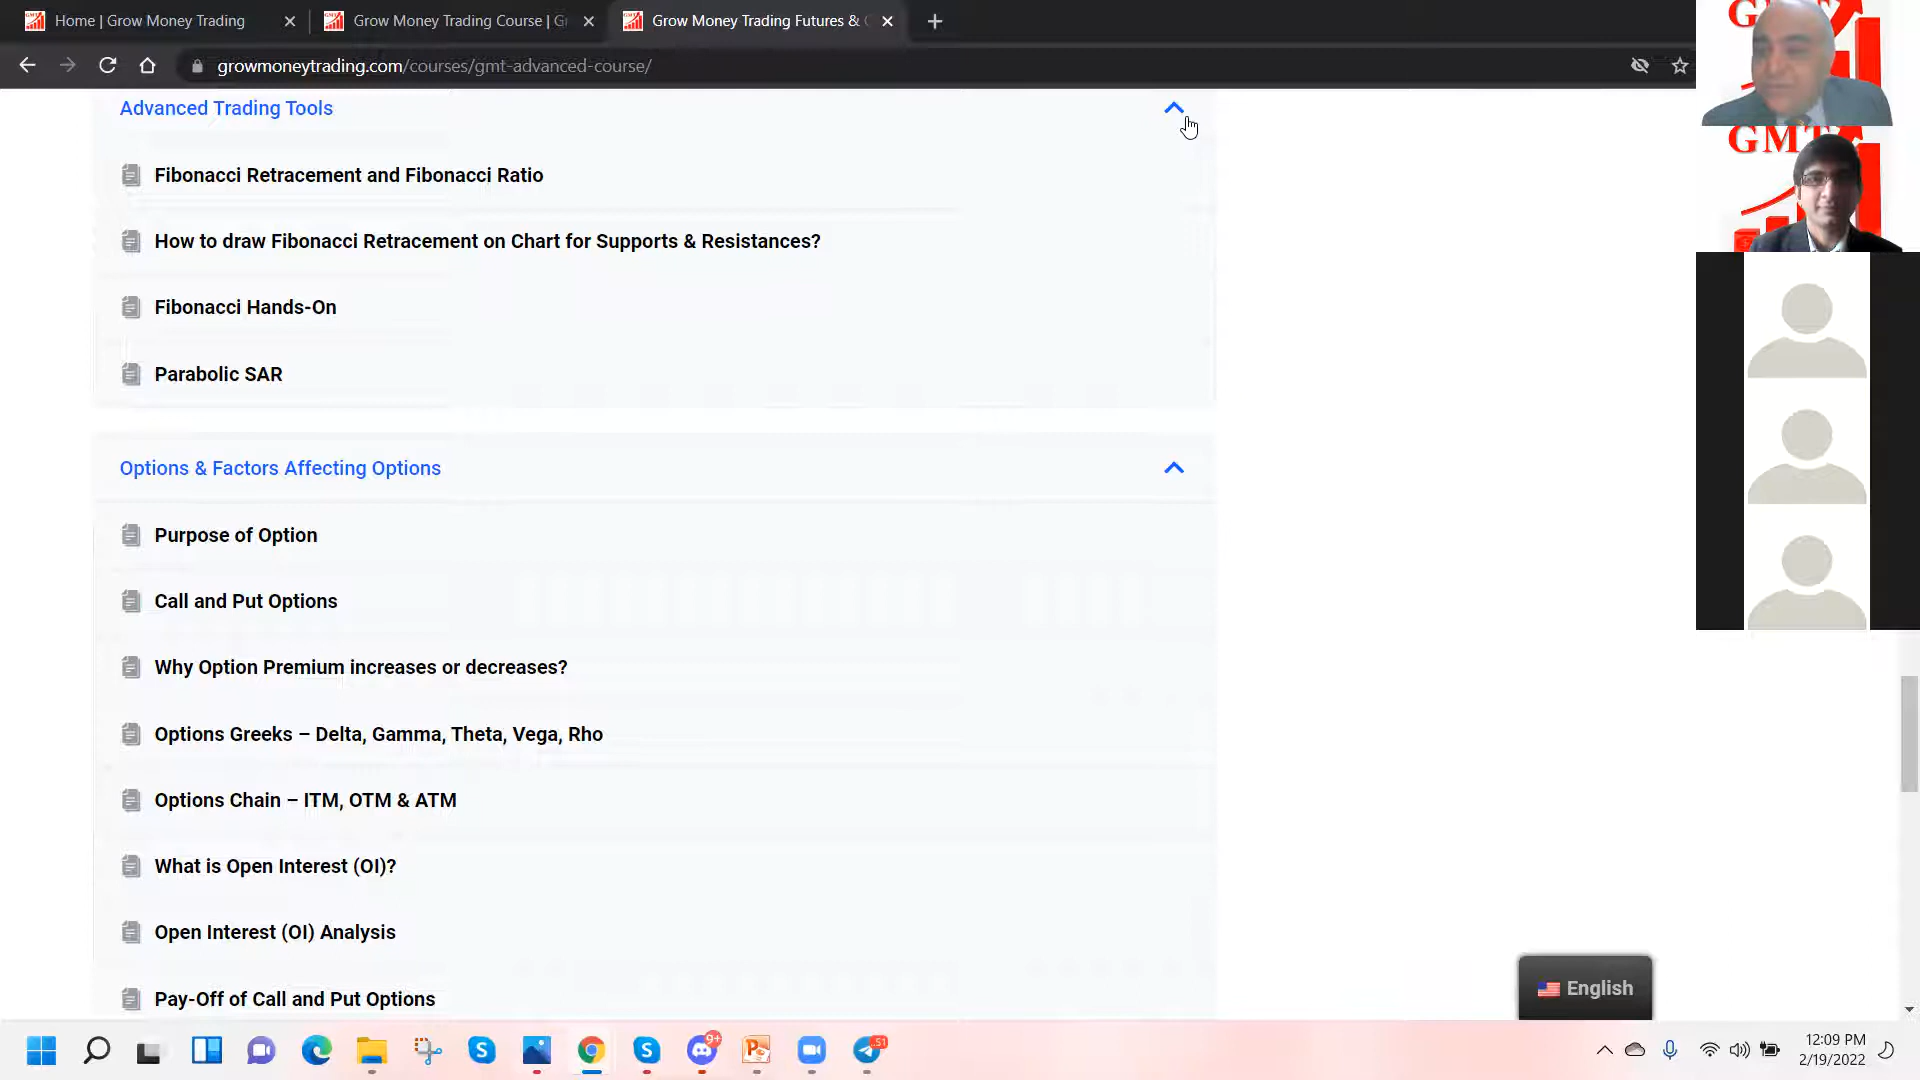 Home | Grow Money Trading
Grow Money Trading Course | G
Grow Money Trading Futures &
growmoneytrading.com/courses/gmt-advanced-course/
Advanced Trading Tools
Fibonacci Retracement and Fibonacci Ratio
How to draw Fibonacci Retracement on Chart for Supports & Resistances?
Fibonacci Hands-On
Parabolic SAR
Options & Factors Affecting Options
Purpose of Option
Call and Put Options
Why Option Premium increases or decreases?
Options Greeks – Delta, Gamma, Theta, Vega, Rho
Options Chain – ITM, OTM & ATM
What is Open Interest (OI)?
Open Interest (OI) Analysis
Pay-Off of Call and Put Options
English
GMT
9+
51
12:09 PM
2/19/2022